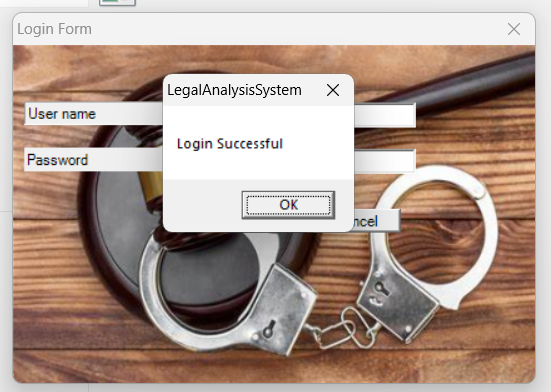 Login Form
LegalAnalysisSystem
User name
Login Successful
Password
OK
ncel